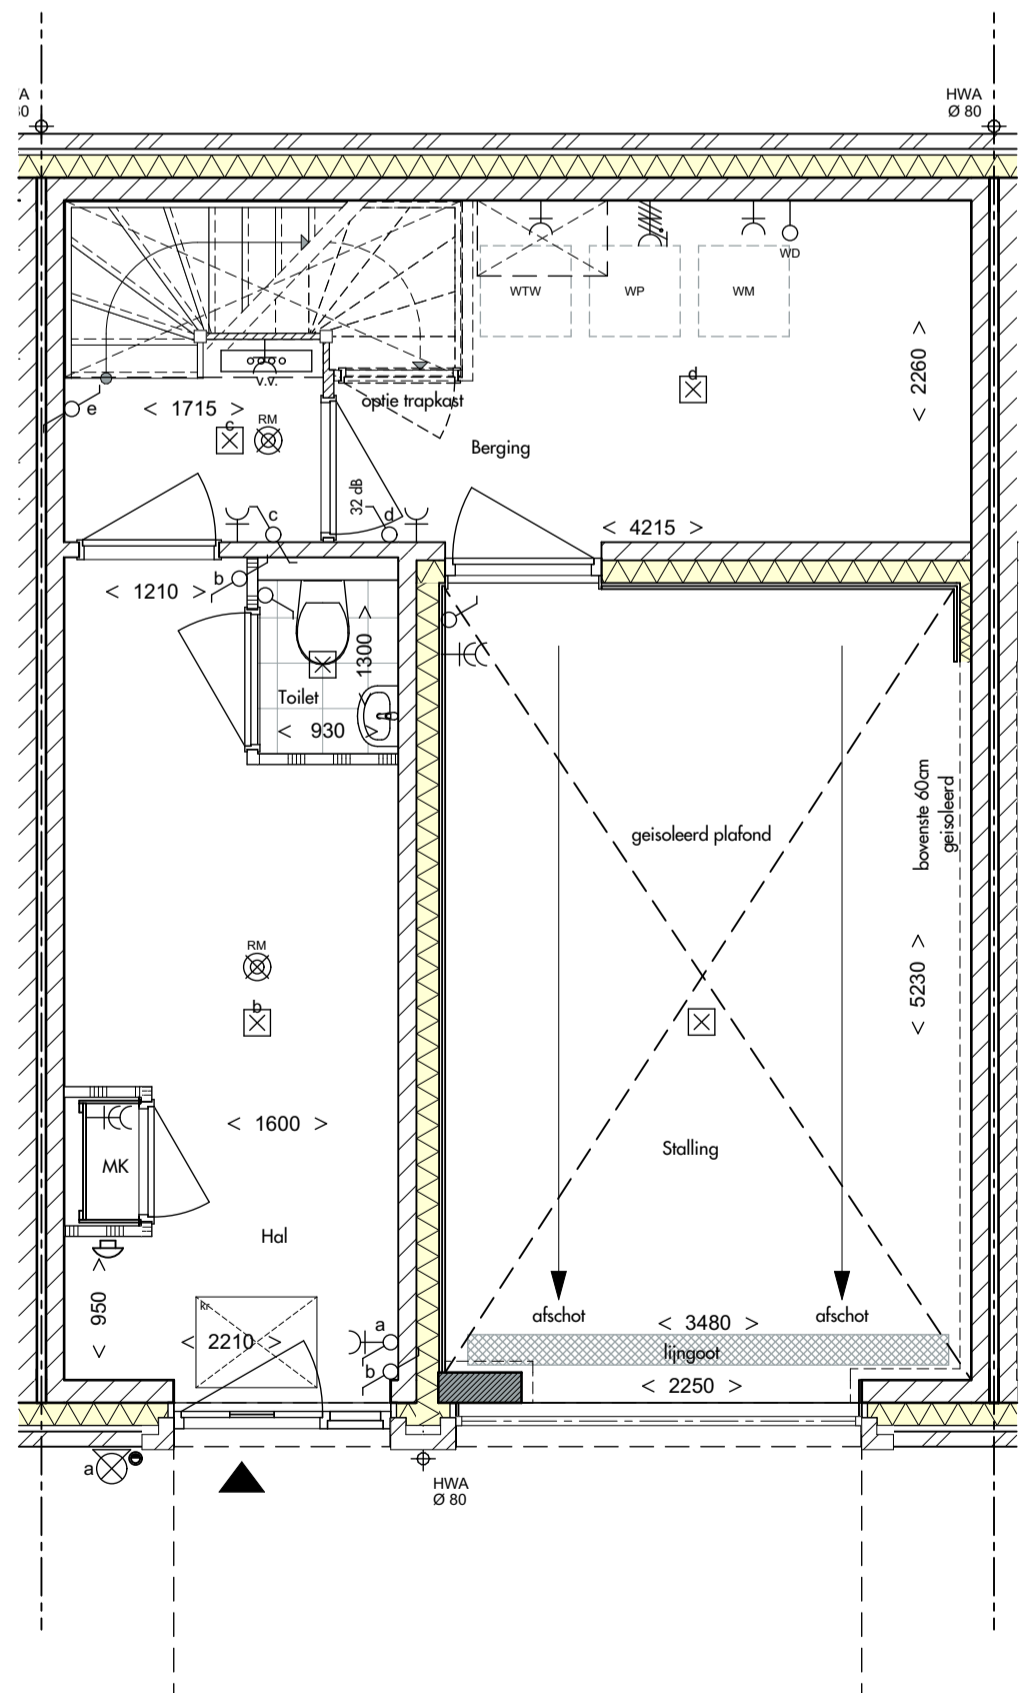 A
80
HWA
Ø 80
WD
WTW
WP
WM
v.v.
d
< 2260 >
optie trapkast
e
< 1715 >
c
RM
Berging
32 dB
c
d
< 4215 >
b
< 1210 >
1300 >
Toilet
< 930 >
geisoleerd plafond
bovenste 60cm
geisoleerd
RM
b
< 5230 >
< 1600 >
MK
Stalling
Hal
< 950 >
kr
< 2210 >
a
b
afschot
afschot
< 3480 >
lijngoot
< 2250 >
a
HWA
Ø 80